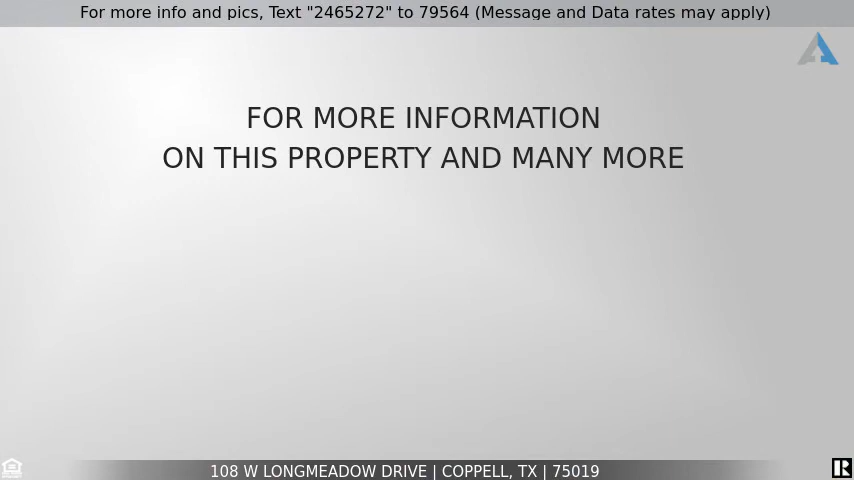 For more info and pics, Text "2465272" to 79564 (Message and Data rates may apply)
FOR MORE INFORMATION
ON THIS PROPERTY AND MANY MORE
108 W LONGMEADOW DRIVE | COPPELL, TX | 75019